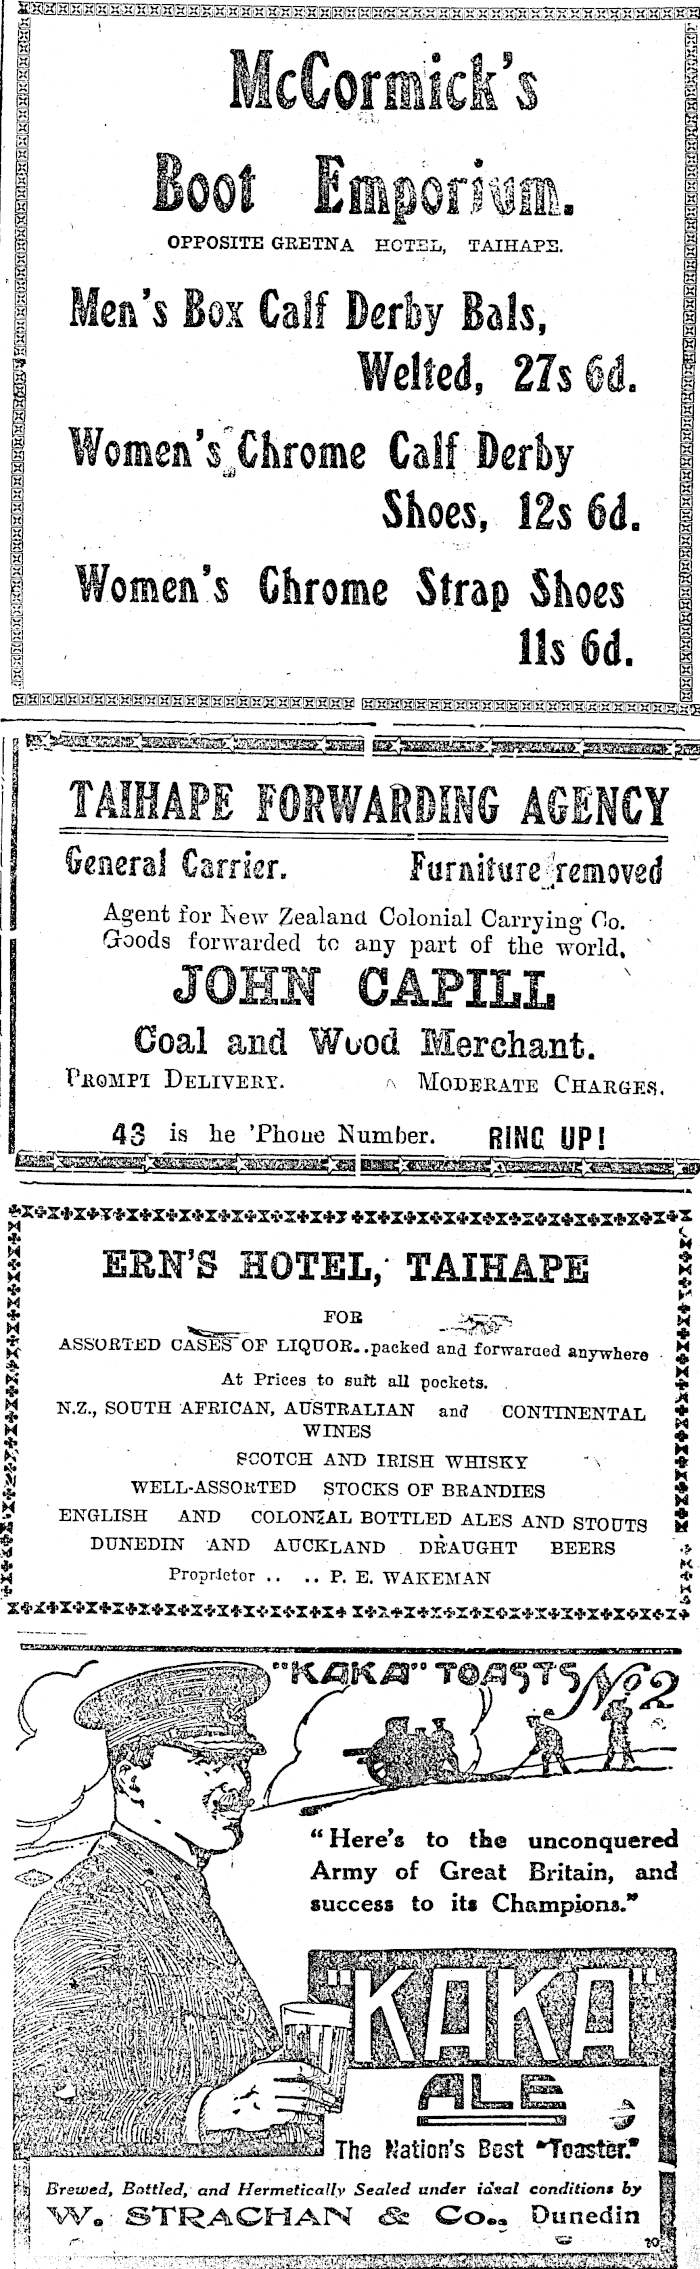 McCormick's
Boot Emporium.
OPPOSITE GRETNA HOTEL, TAIHAPE.
Men's Box Calf Derby Bals,
Welted, 27s 6d.
Women's Chrome Calf Derby
Shoes, 12s 6d.
Women's Chrome Strap Shoes
11s 6d.
TAIHAPE FORWARDING AGENCY
General Carrier. Furniture removed
Agent for New Zealand Colonial Carrying Co.
Goods forwarded to any part of the world,
JOHN CAPILL
Coal and Wood Merchant.
PROMPT DELIVERY. MODERATE CHARGES.
43 is he 'Phone Number. RING UP!
ERN'S HOTEL, TAIHAPE
FOR
ASSORTED CASES OF LIQUOR..packed and forwarded anywhere
At Prices to suit all pockets.
N.Z., SOUTH AFRICAN, AUSTRALIAN and CONTINENTAL
WINES
SCOTCH AND IRISH WHISKY
WELL-ASSORTED STOCKS OF BRANDIES
ENGLISH AND COLONIAL BOTTLED ALES AND STOUTS
DUNEDIN AND AUCKLAND DRAUGHT BEERS
Proprietor .. .. P. E. WAKEMAN
"KAKA" TOASTS No 2
"Here's to the unconquered
Army of Great Britain, and
success to its Champions."
"KAKA"
ALE
The Nation's Best "Toaster."
Brewed, Bottled, and Hermetically Sealed under ideal conditions by
W. STRACHAN & Co., Dunedin